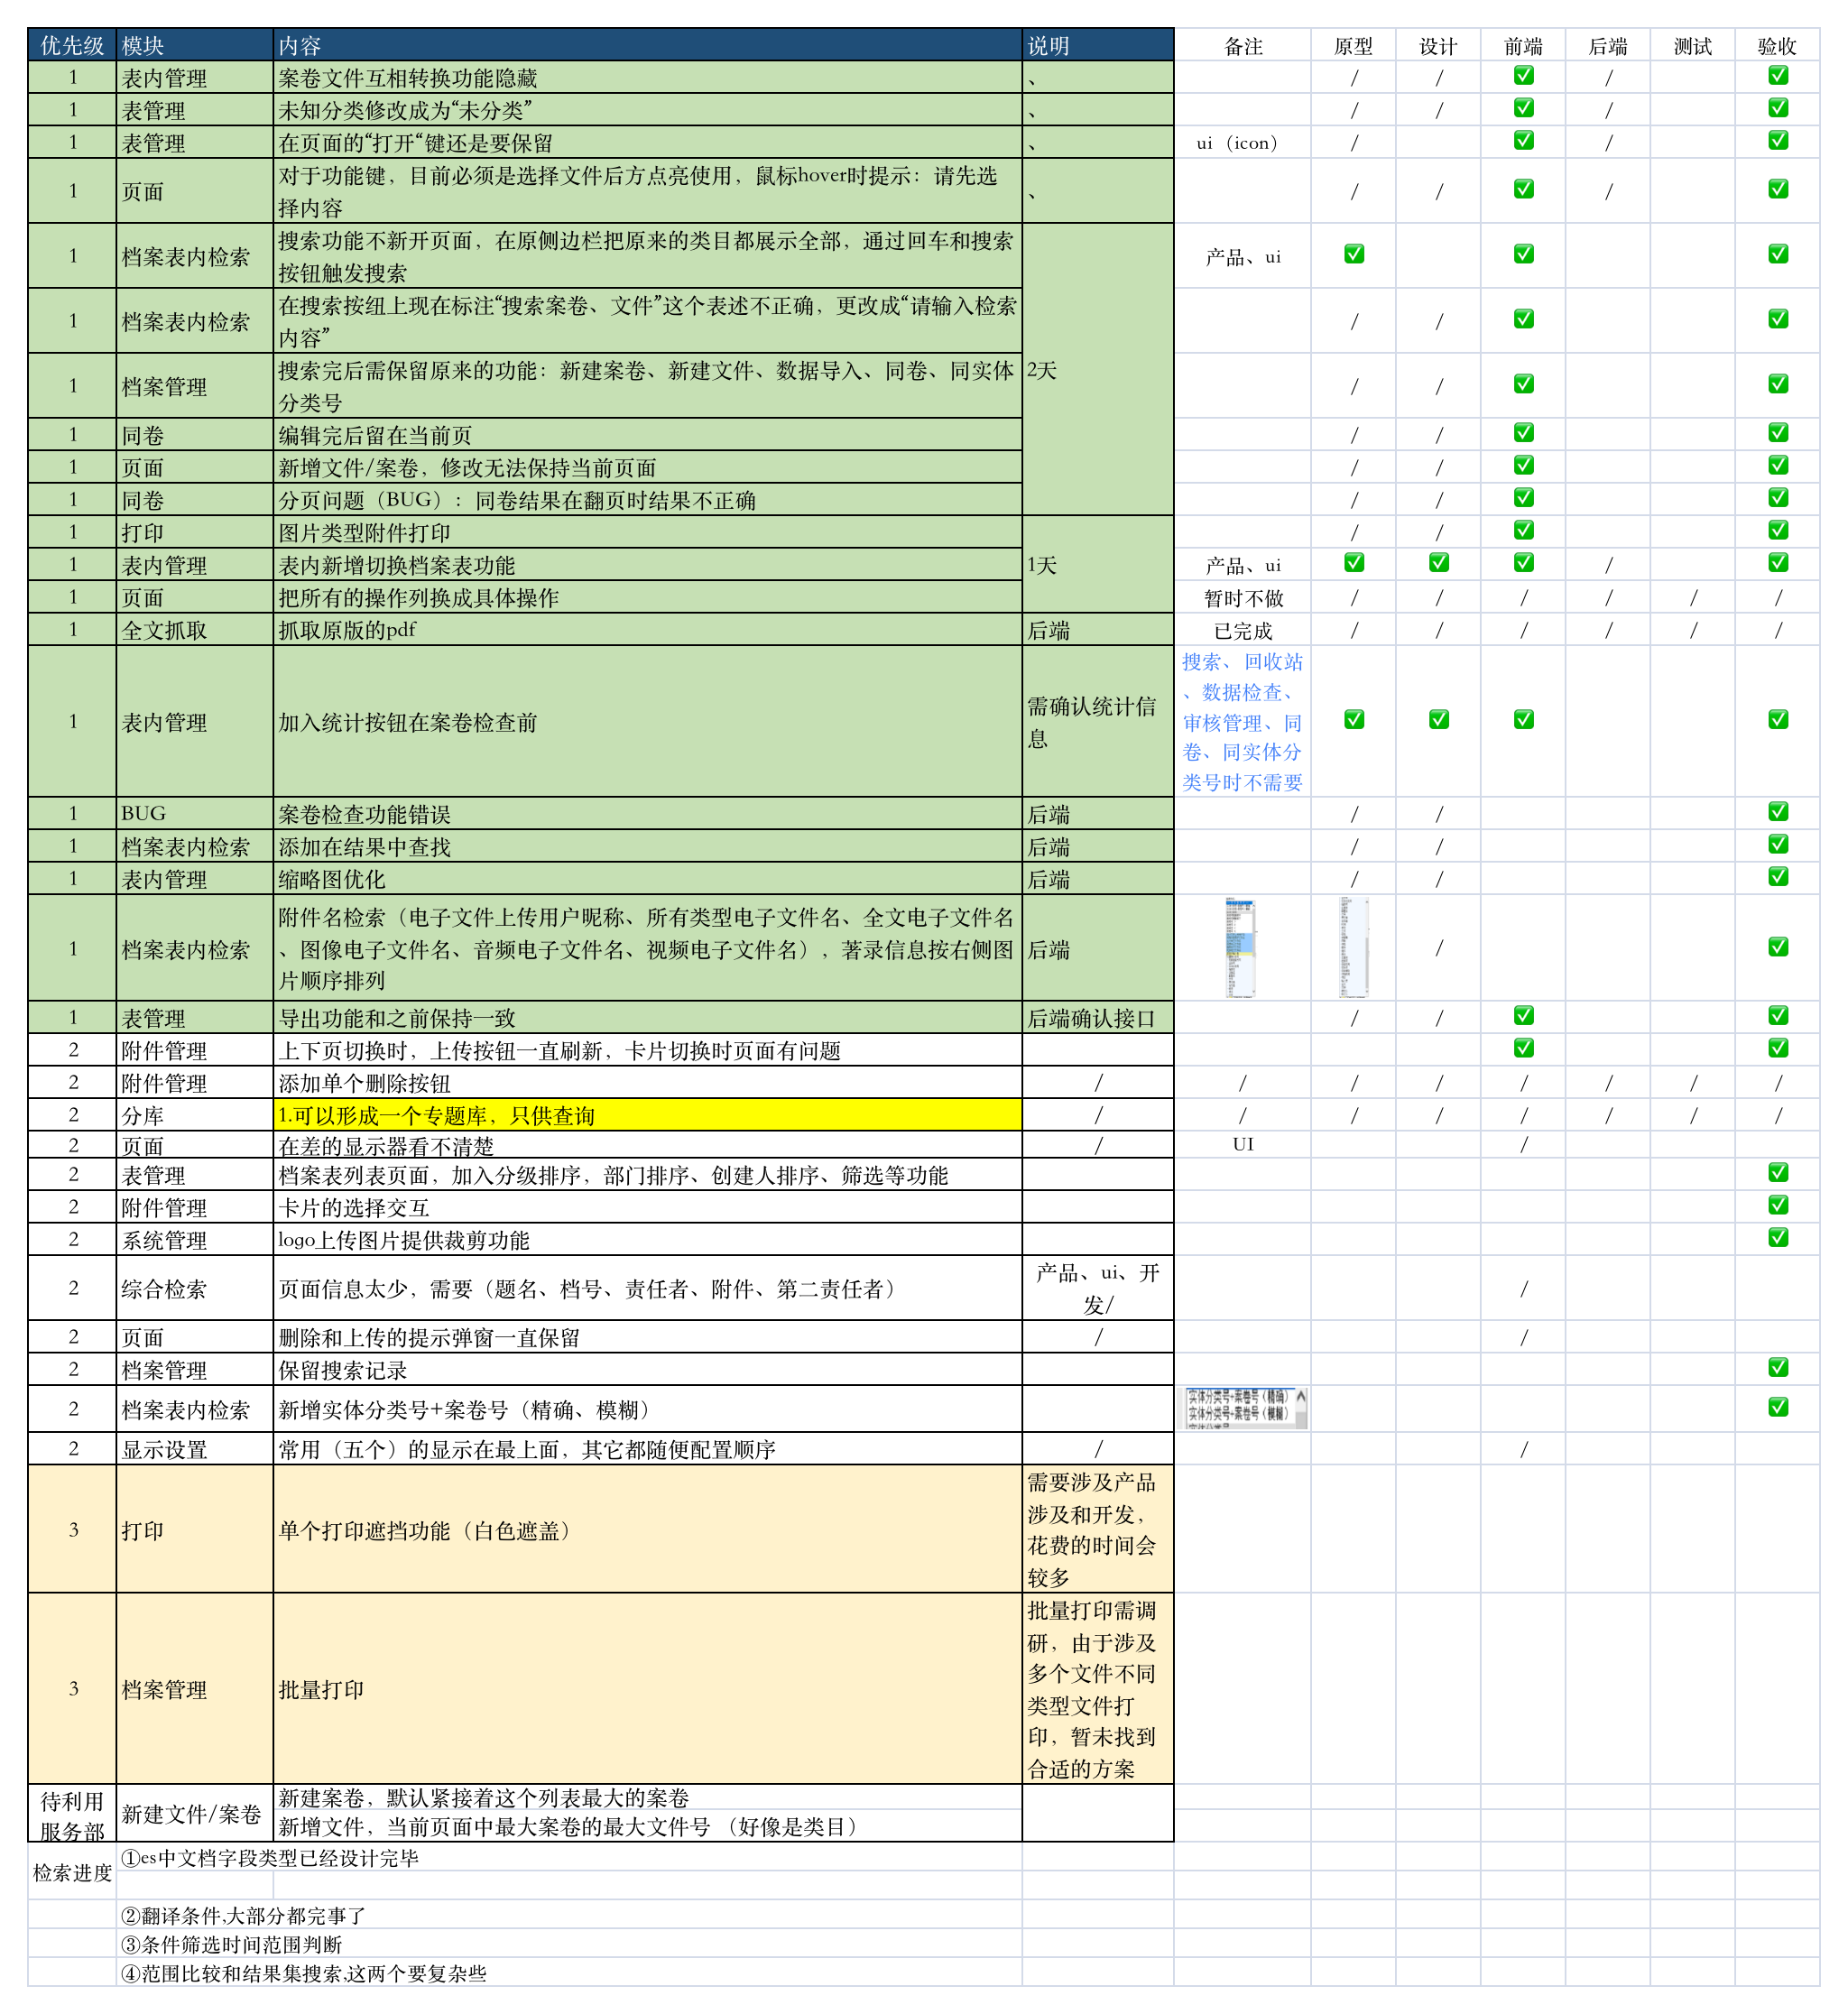 优先级 模块 内容 说明 备注 原型 设计 前端 后端 测试 验收
1 表内管理 案卷文件互相转换功能隐藏 、 / / ✅ / ✅
1 表管理 未知分类修改成为“未分类” 、 / / ✅ / ✅
1 表管理 在页面的“打开“键还是要保留 、 ui（icon） / ✅ / ✅
1 页面 对于功能键，目前必须是选择文件后方点亮使用，鼠标hover时提示：请先选
择内容 、 / / ✅ / ✅
1 档案表内检索 搜索功能不新开页面，在原侧边栏把原来的类目都展示全部，通过回车和搜索
按钮触发搜索 产品、ui ✅ ✅ ✅
1 档案表内检索 在搜索按纽上现在标注“搜索案卷、文件”这个表述不正确，更改成“请输入检索
内容” / / ✅ ✅
1 档案管理 搜索完后需保留原来的功能：新建案卷、新建文件、数据导入、同卷、同实体
分类号 2天 / / ✅ ✅
1 同卷 编辑完后留在当前页 / / ✅ ✅
1 页面 新增文件/案卷，修改无法保持当前页面 / / ✅ ✅
1 同卷 分页问题（BUG）：同卷结果在翻页时结果不正确 / / ✅ ✅
1 打印 图片类型附件打印 / / ✅ ✅
1 表内管理 表内新增切换档案表功能 1天 产品、ui ✅ ✅ ✅ / ✅
1 页面 把所有的操作列换成具体操作 暂时不做 / / / / / /
1 全文抓取 抓取原版的pdf 后端 已完成 / / / / / /
1 表内管理 加入统计按钮在案卷检查前 需确认统计信
息 搜索、回收站
、数据检查、
审核管理、同
卷、同实体分
类号时不需要 ✅ ✅ ✅ ✅
1 BUG 案卷检查功能错误 后端 / / ✅
1 档案表内检索 添加在结果中查找 后端 / / ✅
1 表内管理 缩略图优化 后端 / / ✅
1 档案表内检索 附件名检索（电子文件上传用户昵称、所有类型电子文件名、全文电子文件名
、图像电子文件名、音频电子文件名、视频电子文件名），著录信息按右侧图
片顺序排列 后端 / ✅
1 表管理 导出功能和之前保持一致 后端确认接口 / / ✅ ✅
2 附件管理 上下页切换时，上传按钮一直刷新，卡片切换时页面有问题 ✅ ✅
2 附件管理 添加单个删除按钮 / / / / / / / /
2 分库 1.可以形成一个专题库，只供查询 / / / / / / / /
2 页面 在差的显示器看不清楚 / UI /
2 表管理 档案表列表页面，加入分级排序，部门排序、创建人排序、筛选等功能 ✅
2 附件管理 卡片的选择交互 ✅
2 系统管理 logo上传图片提供裁剪功能 ✅
2 综合检索 页面信息太少，需要（题名、档号、责任者、附件、第二责任者） 产品、ui、开
发/ /
2 页面 删除和上传的提示弹窗一直保留 / /
2 档案管理 保留搜索记录 ✅
2 档案表内检索 新增实体分类号+案卷号（精确、模糊） 实体分类号+案卷号（精确）
实体分类号+案卷号（模糊） ✅
2 显示设置 常用（五个）的显示在最上面，其它都随便配置顺序 / /
3 打印 单个打印遮挡功能（白色遮盖） 需要涉及产品
涉及和开发，
花费的时间会
较多
3 档案管理 批量打印 批量打印需调
研，由于涉及
多个文件不同
类型文件打
印，暂未找到
合适的方案
待利用
服务部 新建文件/案卷 新建案卷，默认紧接着这个列表最大的案卷
新增文件，当前页面中最大案卷的最大文件号 （好像是类目）
检索进度 ①es中文档字段类型已经设计完毕
②翻译条件,大部分都完事了
③条件筛选时间范围判断
④范围比较和结果集搜索,这两个要复杂些